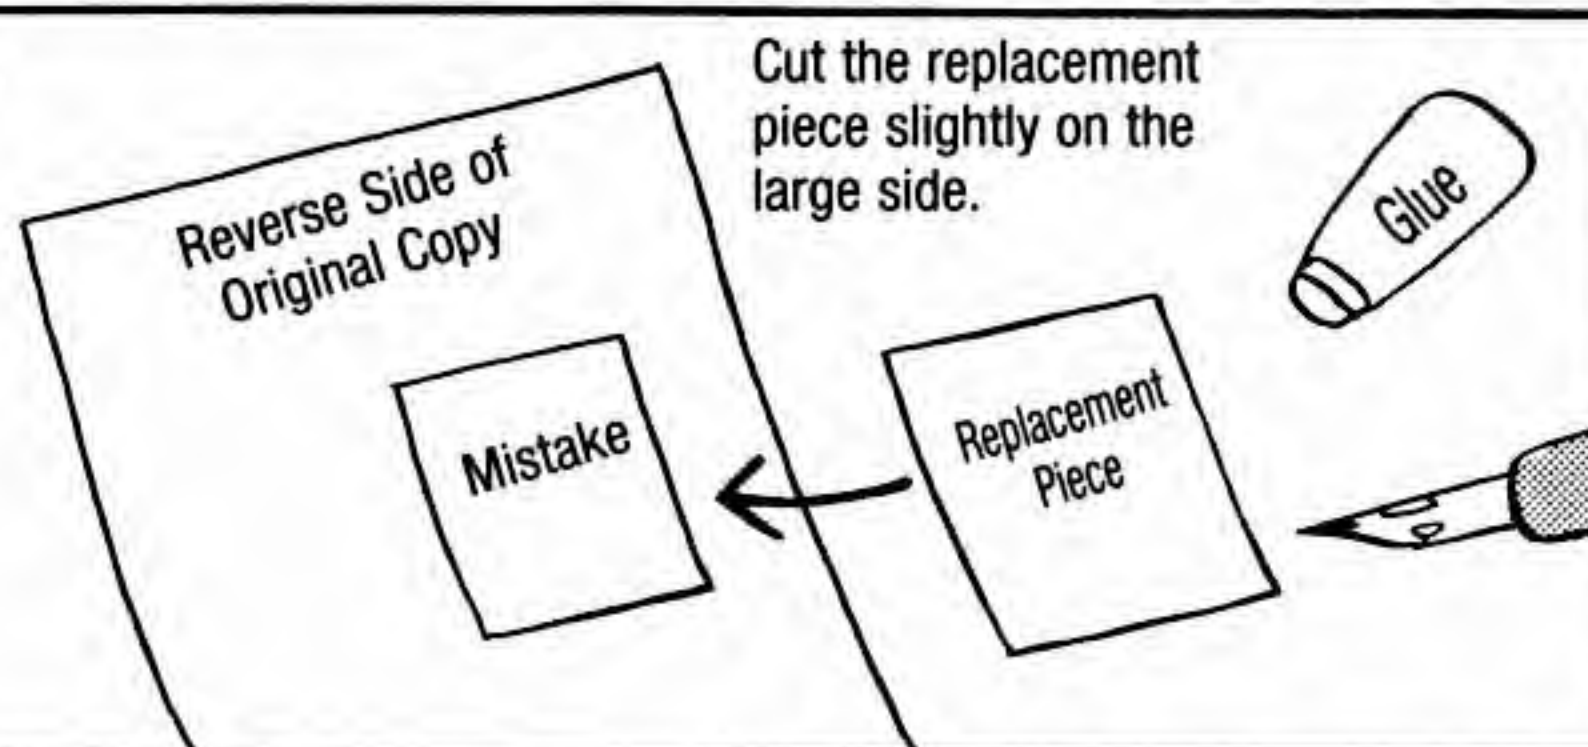 Cut the replacement
piece slightly on the
large side.
Reverse Side of
Original Copy
Mistake
Replacement
Piece
Glue